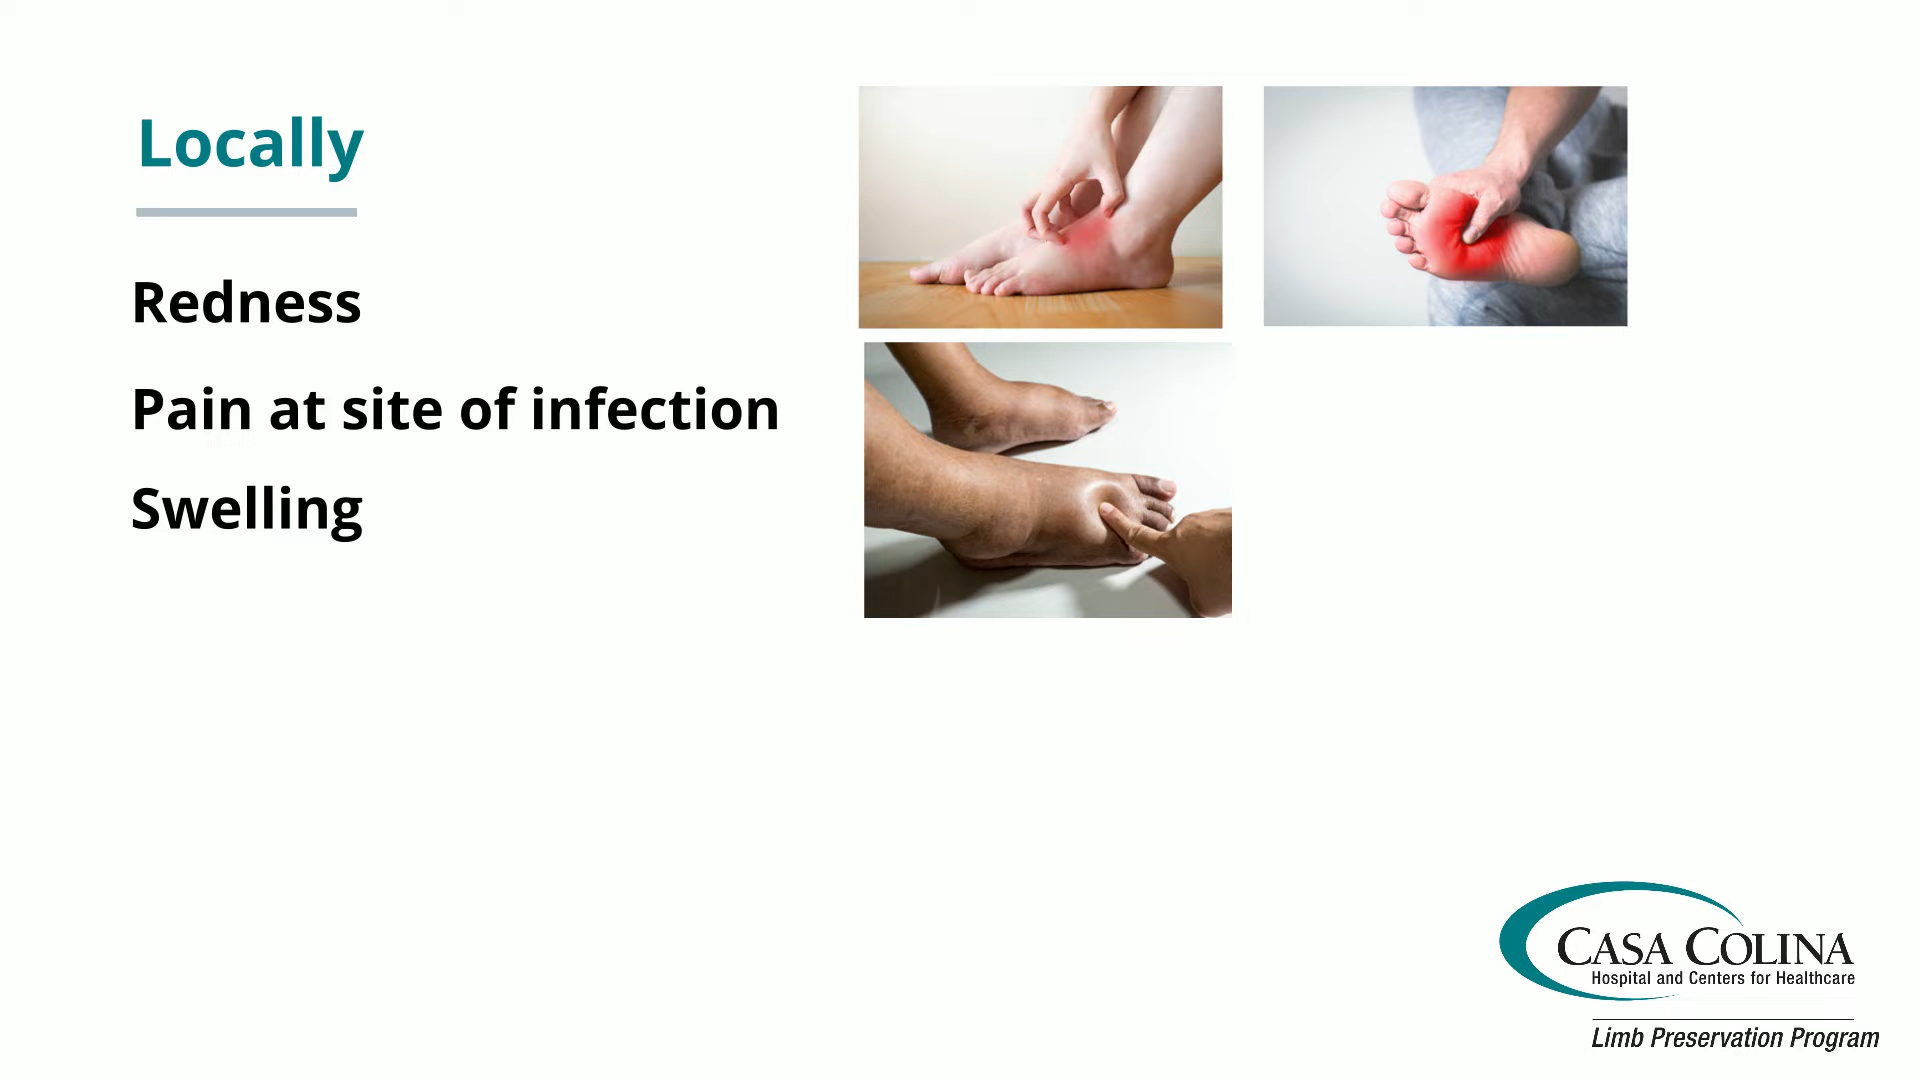 Locally
Redness
Pain at site of infection
Swelling
CASA COLINA
Hospital and Centers for Healthcare
Limb Preservation Program